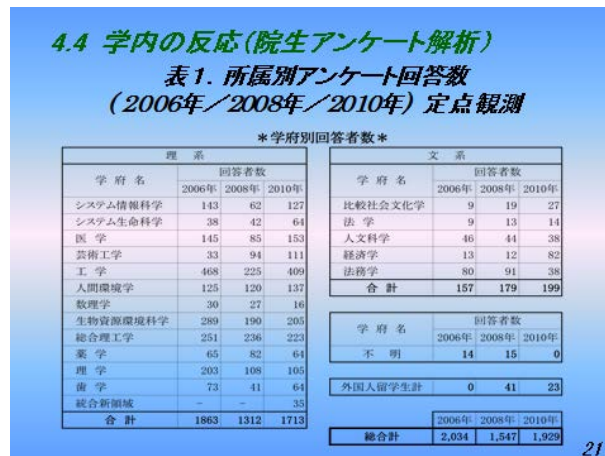 4.4 学内の反応(院生アンケート解析)
表1. 所属別アンケート回答数
(2006年/2008年/2010年) 定点観測
*学府別回答者数*
理 系
学 府 名 回答者数
2006年 2008年 2010年
システム情報科学 143 62 127
システム生命科学 38 42 64
医 学 145 85 153
芸術工学 33 94 111
工 学 468 225 409
人間環境学 125 120 137
数理学 30 27 16
生物資源環境科学 289 190 205
総合理工学 251 236 223
薬 学 65 82 64
理 学 203 108 105
歯 学 73 41 64
統合新領域 - - 35
合 計 1863 1312 1713
文 系
学 府 名 回答者数
2006年 2008年 2010年
比較社会文化学 9 19 27
法 学 9 13 14
人文科学 46 44 38
経済学 13 12 82
法務学 80 91 38
合 計 157 179 199
学 府 名 回答者数
2006年 2008年 2010年
不 明 14 15 0
外国人留学生計 0 41 23
2006年 2008年 2010年
総合計 2,034 1,547 1,929
21